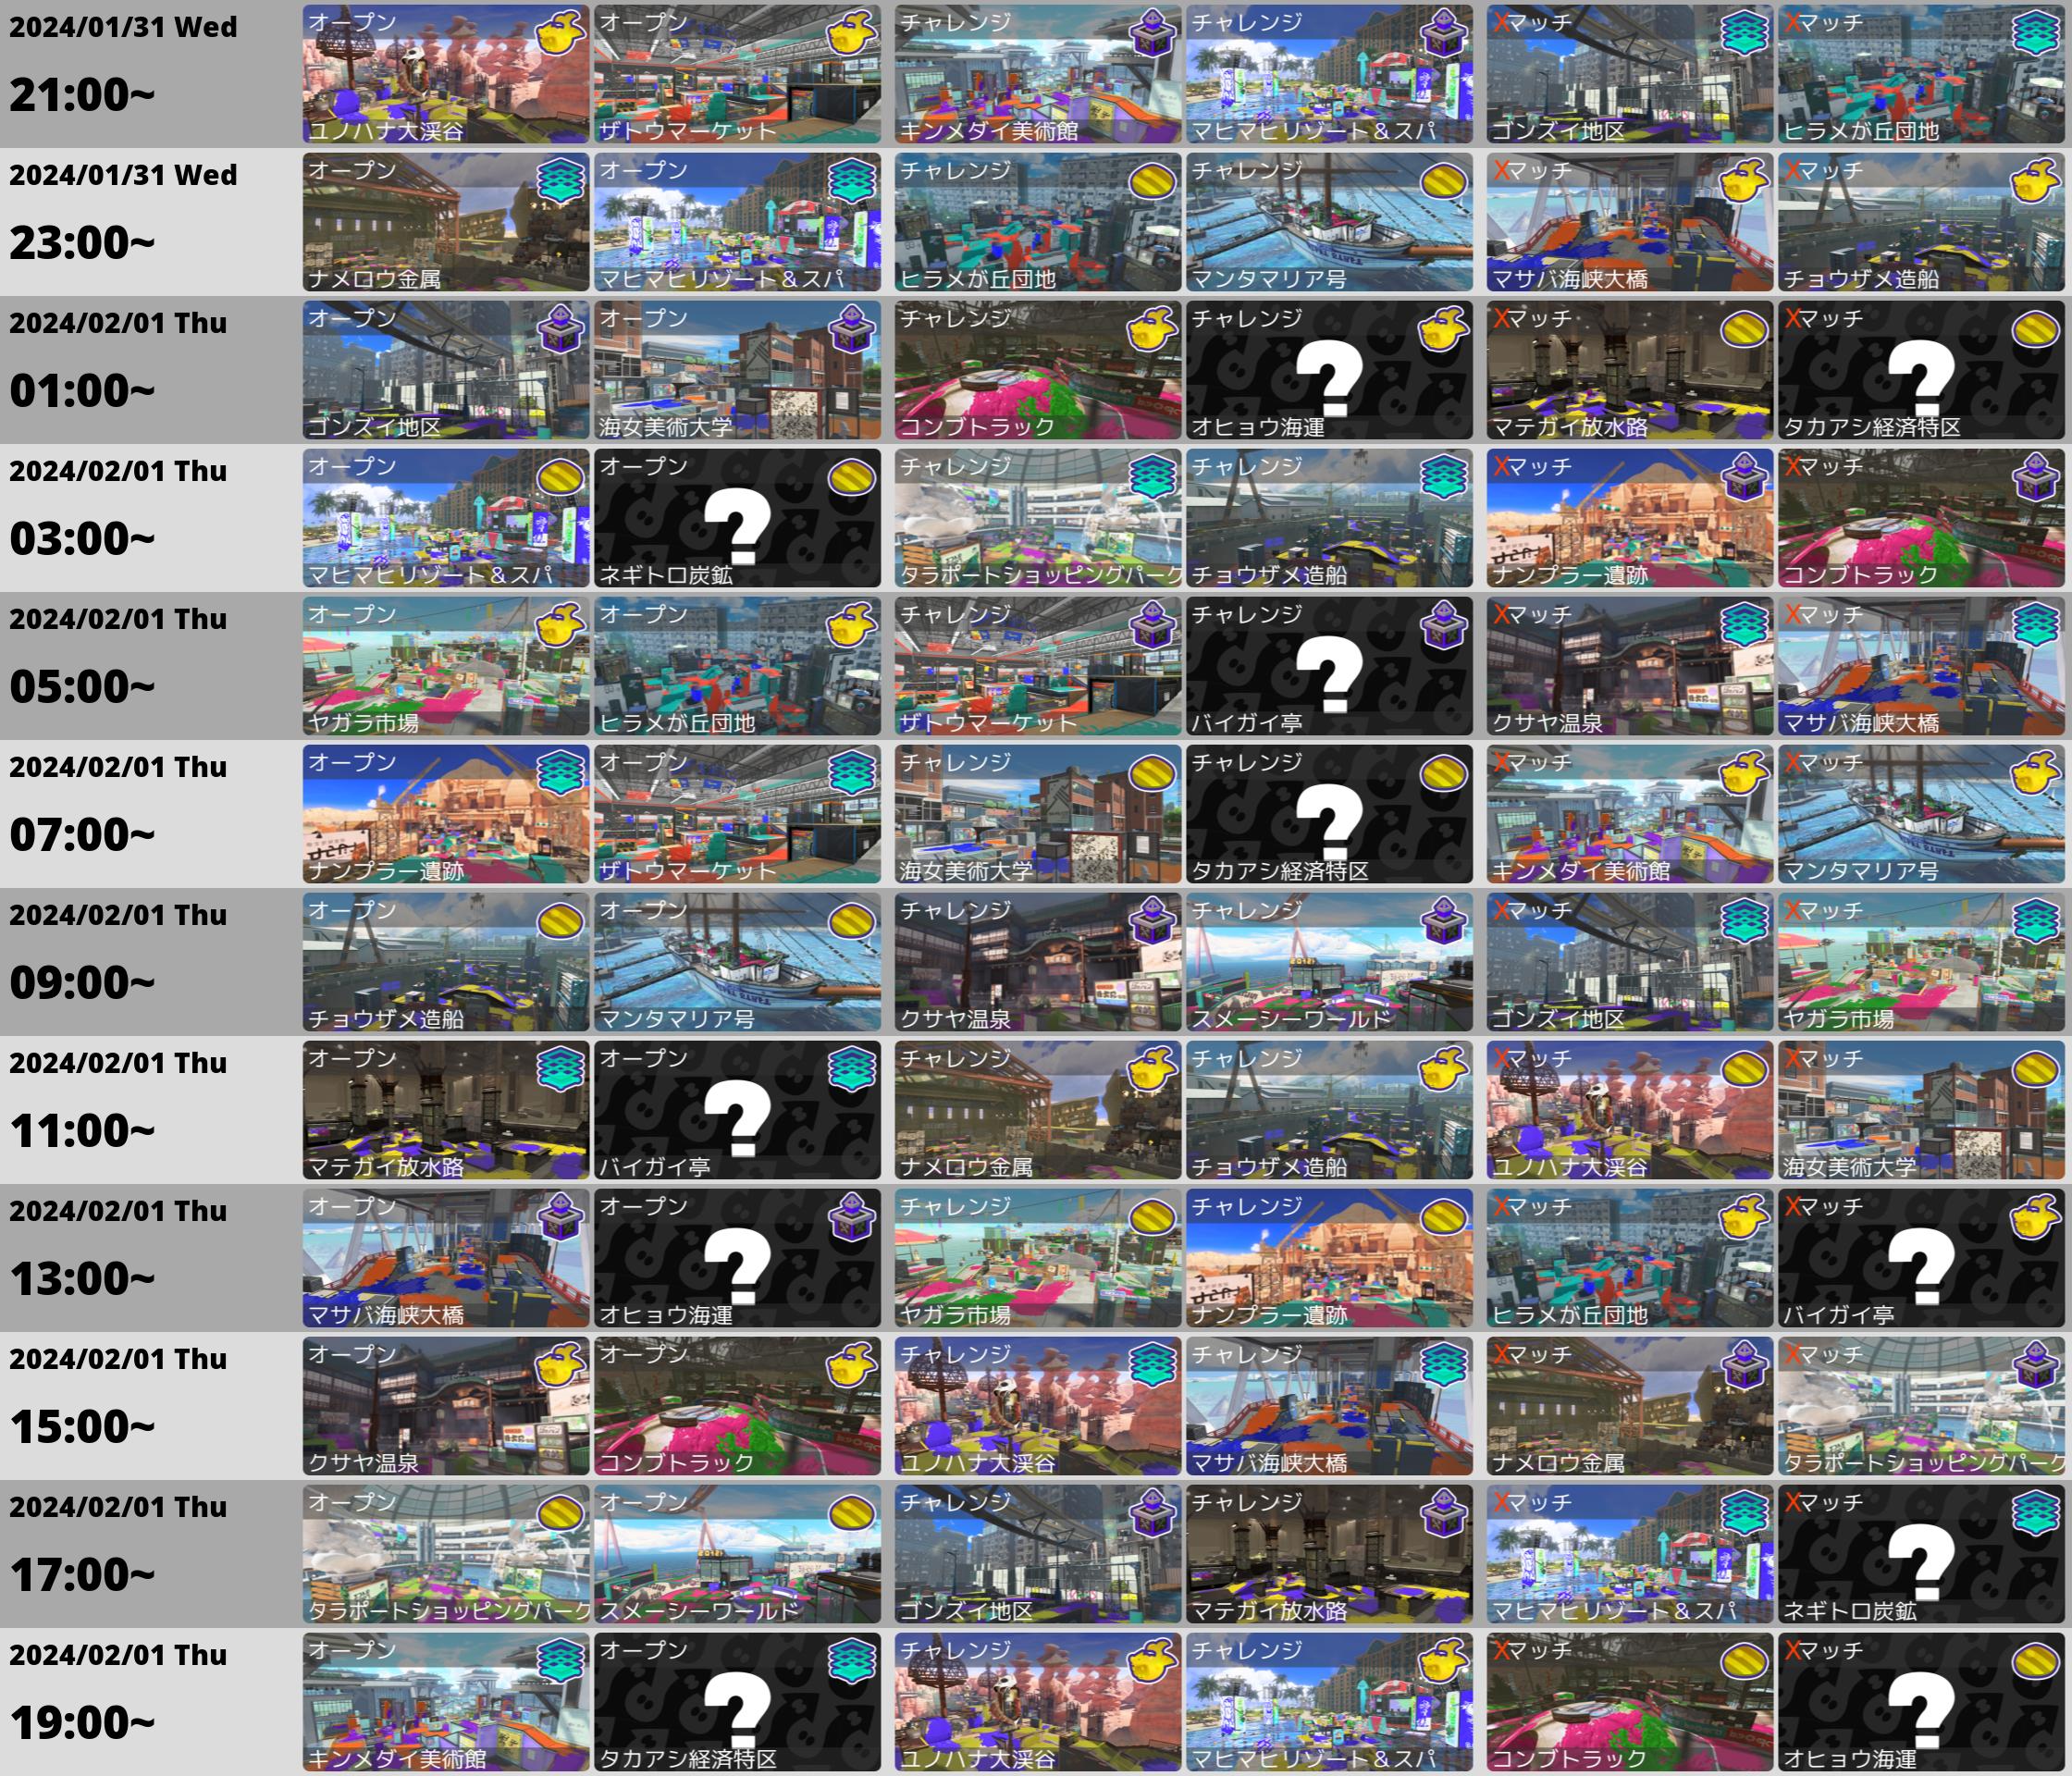 2024/01/31 Wed
21:00~
オープン
ユノハナ大渓谷
オープン
ザトウマーケット
チャレンジ
キンメダイ美術館
チャレンジ
マヒマヒリゾート＆スパ
Xマッチ
ゴンズイ地区
Xマッチ
ヒラメが丘団地
2024/01/31 Wed
23:00~
オープン
ナメロウ金属
オープン
マヒマヒリゾート＆スパ
チャレンジ
ヒラメが丘団地
チャレンジ
マンタマリア号
Xマッチ
マサバ海峡大橋
Xマッチ
チョウザメ造船
2024/02/01 Thu
01:00~
オープン
ゴンズイ地区
オープン
海女美術大学
チャレンジ
コンブトラック
チャレンジ
?
オヒョウ海運
Xマッチ
マテガイ放水路
Xマッチ
?
タカアシ経済特区
2024/02/01 Thu
03:00~
オープン
マヒマヒリゾート＆スパ
オープン
?
ネギトロ炭鉱
チャレンジ
タラポートショッピングパーク
チャレンジ
チョウザメ造船
Xマッチ
ナンプラー遺跡
Xマッチ
コンブトラック
2024/02/01 Thu
05:00~
オープン
ヤガラ市場
オープン
ヒラメが丘団地
チャレンジ
ザトウマーケット
チャレンジ
?
バイガイ亭
Xマッチ
クサヤ温泉
Xマッチ
マサバ海峡大橋
2024/02/01 Thu
07:00~
オープン
ナンプラー遺跡
オープン
ザトウマーケット
チャレンジ
海女美術大学
チャレンジ
?
タカアシ経済特区
Xマッチ
キンメダイ美術館
Xマッチ
マンタマリア号
2024/02/01 Thu
09:00~
オープン
チョウザメ造船
オープン
マンタマリア号
チャレンジ
クサヤ温泉
チャレンジ
スメーシーワールド
Xマッチ
ゴンズイ地区
Xマッチ
ヤガラ市場
2024/02/01 Thu
11:00~
オープン
マテガイ放水路
オープン
?
バイガイ亭
チャレンジ
ナメロウ金属
チャレンジ
チョウザメ造船
Xマッチ
ユノハナ大渓谷
Xマッチ
海女美術大学
2024/02/01 Thu
13:00~
オープン
マサバ海峡大橋
オープン
?
オヒョウ海運
チャレンジ
ヤガラ市場
チャレンジ
ナンプラー遺跡
Xマッチ
ヒラメが丘団地
Xマッチ
?
バイガイ亭
2024/02/01 Thu
15:00~
オープン
クサヤ温泉
オープン
コンブトラック
チャレンジ
ユノハナ大渓谷
チャレンジ
マサバ海峡大橋
Xマッチ
ナメロウ金属
Xマッチ
タラポートショッピングパーク
2024/02/01 Thu
17:00~
オープン
タラポートショッピングパーク
オープン
スメーシーワールド
チャレンジ
ゴンズイ地区
チャレンジ
マテガイ放水路
Xマッチ
マヒマヒリゾート＆スパ
Xマッチ
?
ネギトロ炭鉱
2024/02/01 Thu
19:00~
オープン
キンメダイ美術館
オープン
?
タカアシ経済特区
チャレンジ
ユノハナ大渓谷
チャレンジ
マヒマヒリゾート＆スパ
Xマッチ
コンブトラック
Xマッチ
?
オヒョウ海運